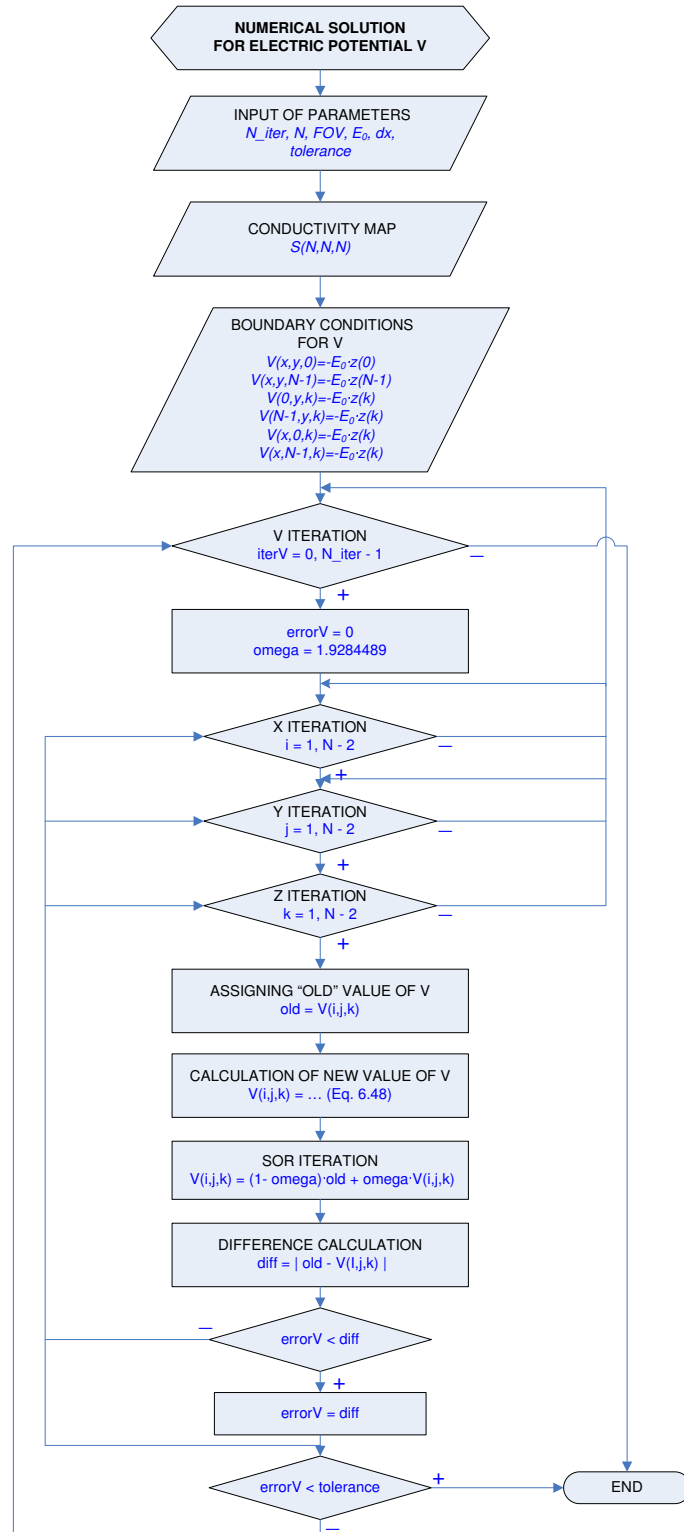 NUMERICAL SOLUTION
FOR ELECTRIC POTENTIAL V
INPUT OF PARAMETERS
N_iter, N, FOV, E₀, dx,
tolerance
CONDUCTIVITY MAP
S(N,N,N)
BOUNDARY CONDITIONS
FOR V
V(x,y,0)=-E₀·z(0)
V(x,y,N-1)=-E₀·z(N-1)
V(0,y,k)=-E₀·z(k)
V(N-1,y,k)=-E₀·z(k)
V(x,0,k)=-E₀·z(k)
V(x,N-1,k)=-E₀·z(k)
V ITERATION
iterV = 0, N_iter - 1
—
+
errorV = 0
omega = 1.9284489
X ITERATION
i = 1, N - 2
—
+
Y ITERATION
j = 1, N - 2
—
+
Z ITERATION
k = 1, N - 2
—
+
ASSIGNING “OLD” VALUE OF V
old = V(i,j,k)
CALCULATION OF NEW VALUE OF V
V(i,j,k) = … (Eq. 6.48)
SOR ITERATION
V(i,j,k) = (1- omega)·old + omega·V(i,j,k)
DIFFERENCE CALCULATION
diff = | old - V(I,j,k) |
—
errorV < diff
+
errorV = diff
errorV < tolerance
+
END
—